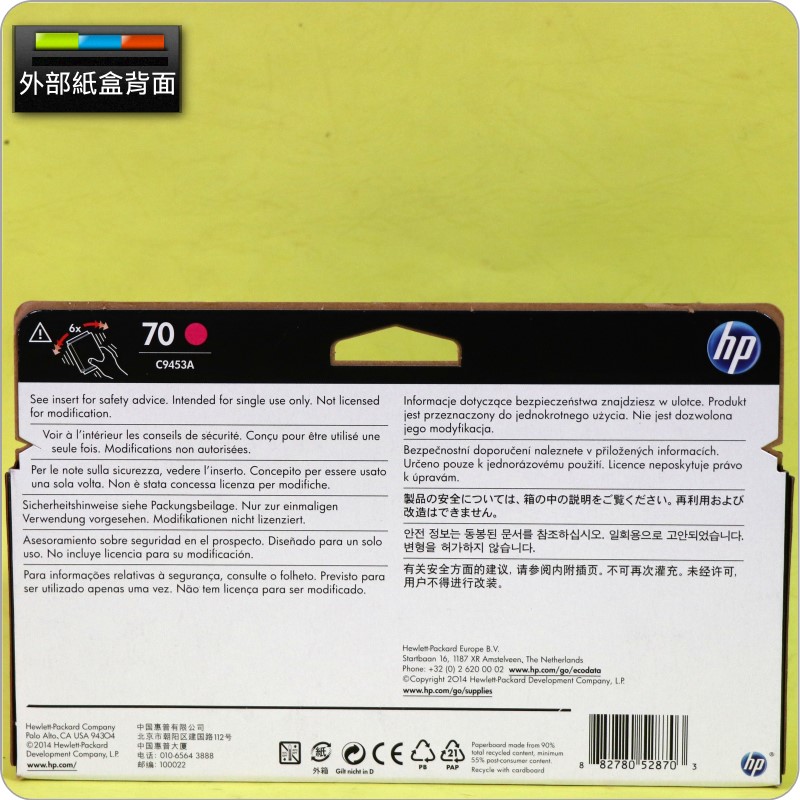 外部紙盒背面
6x
70
C9453A
hp
See insert for safety advice. Intended for single use only. Not licensed
for modification.
Voir à l'intérieur les conseils de sécurité. Conçu pour être utilisé une
seule fois. Modifications non autorisées.
Per le note sulla sicurezza, vedere l'inserto. Concepito per essere usato
una sola volta. Non è stata concessa licenza per modifiche.
Sicherheitshinweise siehe Packungsbeilage. Nur zur einmaligen
Verwendung vorgesehen. Modifikationen nicht lizenziert.
Asesoramiento sobre seguridad en el prospecto. Diseñado para un solo
uso. No incluye licencia para su modificación.
Para informações relativas à segurança, consulte o folheto. Previsto para
ser utilizado apenas uma vez. Não tem licença para ser modificado.
Informacje dotyczące bezpieczeństwa znajdziesz w ulotce. Produkt
jest przeznaczony do jednokrotnego użycia. Nie jest dozwolona
jego modyfikacja.
Bezpečnostní doporučení naleznete v přiložených informacích.
Určeno pouze k jednorázovému použití. Licence neposkytuje právo
k úpravám.
製品の安全については、箱の中の説明をご覧ください。再利用および
改造はできません。
안전 정보는 동봉된 문서를 참조하십시오. 일회용으로 고안되었습니다.
변형을 허가하지 않습니다.
有关安全方面的建议, 请参阅内附插页。不可再次灌充。未经许可,
用户不得进行改装。
Hewlett-Packard Europe B.V.
Startbaan 16, 1187 XR Amstelveen, The Netherlands
Phone: +32 (0) 2 620 00 02 www.hp.com/go/ecodata
©Copyright 2014 Hewlett-Packard Development Company, L.P.
www.hp.com/go/supplies
Hewlett-Packard Company
Palo Alto, CA USA 94304
©2014 Hewlett-Packard
Development Company, L.P.
www.hp.com/
中国惠普有限公司
北京市朝阳区建国路112号
中国惠普大厦
电话: 010-6564 3888
邮编: 100022
紙
外箱
Gilt nicht in D
CE
PB
21
PAP
20
Paperboard made from 90%
total recycled content, minimum
55% post-consumer content.
Recycle with cardboard
8 82780 52870 3
hp